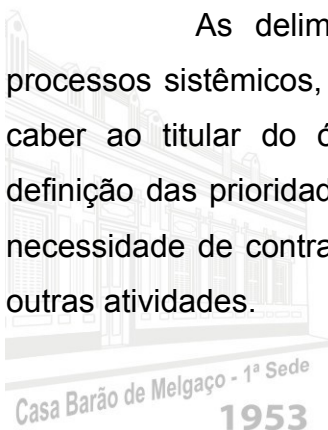 As delim
processos sistêmicos,
caber ao titular do ó
definição das prioridad
necessidade de contra
outras atividades.
Casa Barão de Melgaço - 1ª Sede
1953